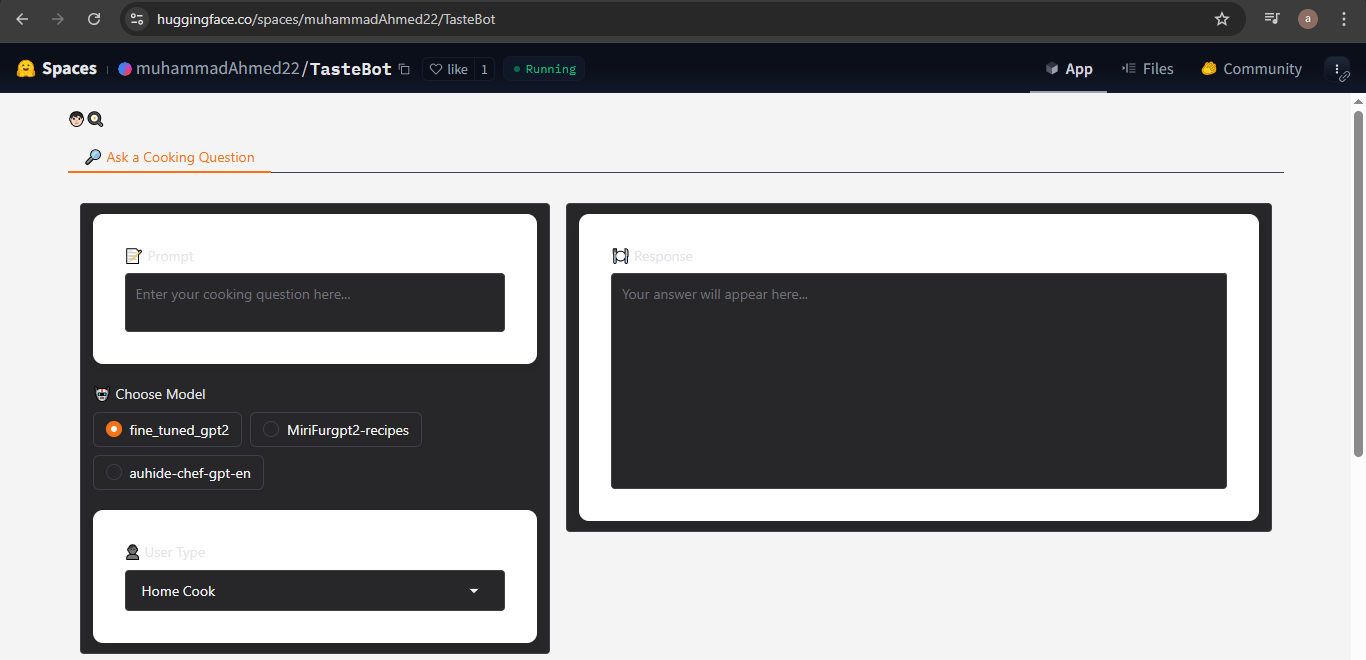 huggingface.co/spaces/muhammadAhmed22/TasteBot
a
Spaces
muhammadAhmed22/TasteBot
like 1
Running
App
Files
Community
Ask a Cooking Question
Prompt
Enter your cooking question here...
Choose Model
fine_tuned_gpt2
MiriFurgpt2-recipes
auhide-chef-gpt-en
User Type
Home Cook
Response
Your answer will appear here...